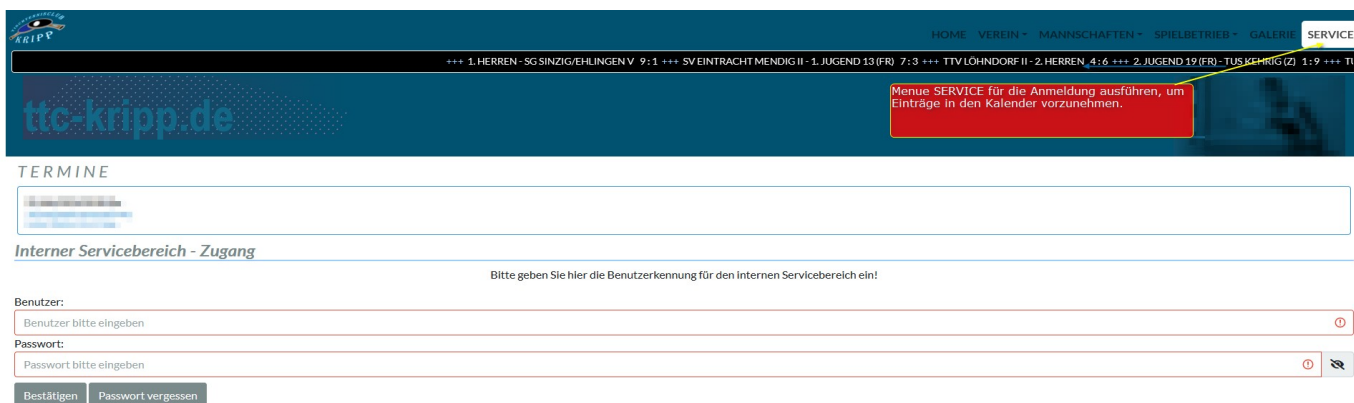 TISCHTENNISCLUB
KRIPP
HOME VEREIN MANNSCHAFTEN SPIELBETRIEB GALERIE SERVICE
+++ 1. HERREN - SG SINZIG/EHLINGEN V 9:1 +++ SV EINTRACHT MENDIG II - 1. JUGEND 13 (FR) 7:3 +++ TTV LÖHNDORF II - 2. HERREN 4:6 +++ 2. JUGEND 19 (FR) - TUS KEHRIG (Z) 1:9 +++
Menue SERVICE für die Anmeldung ausführen, um
Einträge in den Kalender vorzunehmen.
ttc-kripp.de
TERMINE
Interner Servicebereich - Zugang
Bitte geben Sie hier die Benutzerkennung für den internen Servicebereich ein!
Benutzer:
Benutzer bitte eingeben
Passwort:
Passwort bitte eingeben
Bestätigen Passwort vergessen